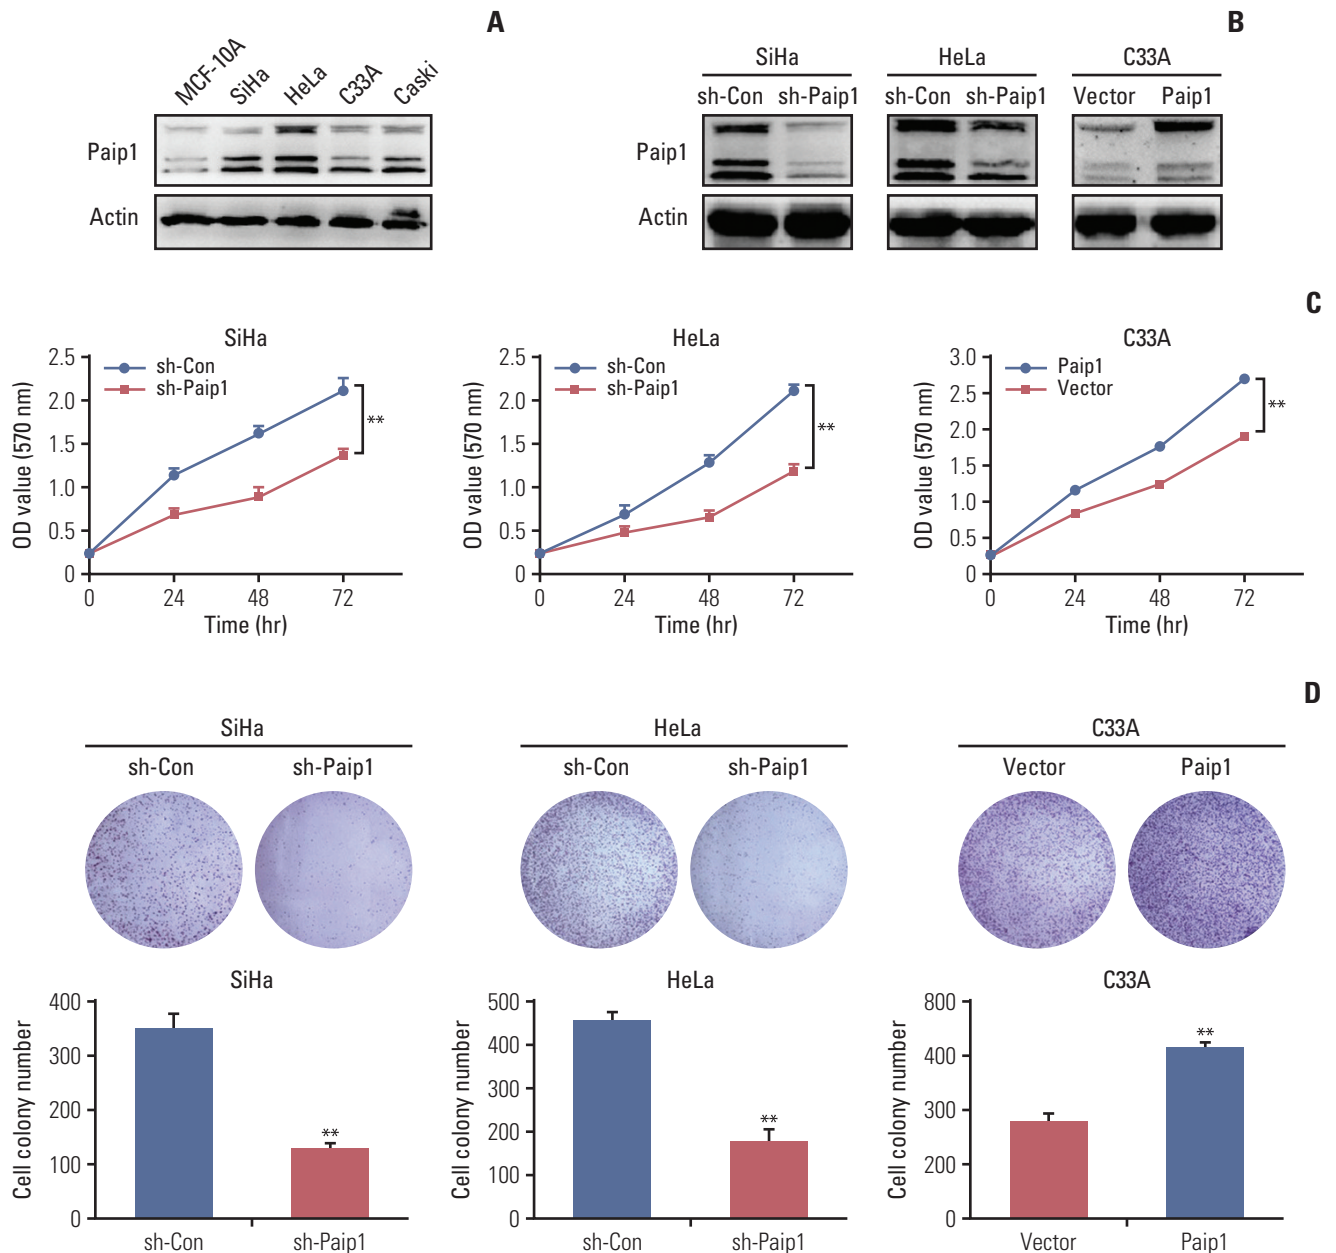 A
MCF-10A SiHa HeLa C33A Caski
Paip1
Actin
B
SiHa HeLa C33A
sh-Con sh-Paip1 sh-Con sh-Paip1 Vector Paip1
Paip1
Actin
C
SiHa
OD value (570 nm)
2.5
2.0
1.5
1.0
0.5
0
sh-Con
sh-Paip1
**
0 24 48 72
Time (hr)
HeLa
OD value (570 nm)
2.5
2.0
1.5
1.0
0.5
0
sh-Con
sh-Paip1
**
0 24 48 72
Time (hr)
C33A
OD value (570 nm)
3.0
2.5
2.0
1.5
1.0
0.5
0
Paip1
Vector
**
0 24 48 72
Time (hr)
D
SiHa
sh-Con sh-Paip1
HeLa
sh-Con sh-Paip1
C33A
Vector Paip1
SiHa
Cell colony number
400
300
200
100
0
**
sh-Con sh-Paip1
HeLa
Cell colony number
500
400
300
200
100
0
**
sh-Con sh-Paip1
C33A
Cell colony number
800
400
300
200
0
**
Vector Paip1